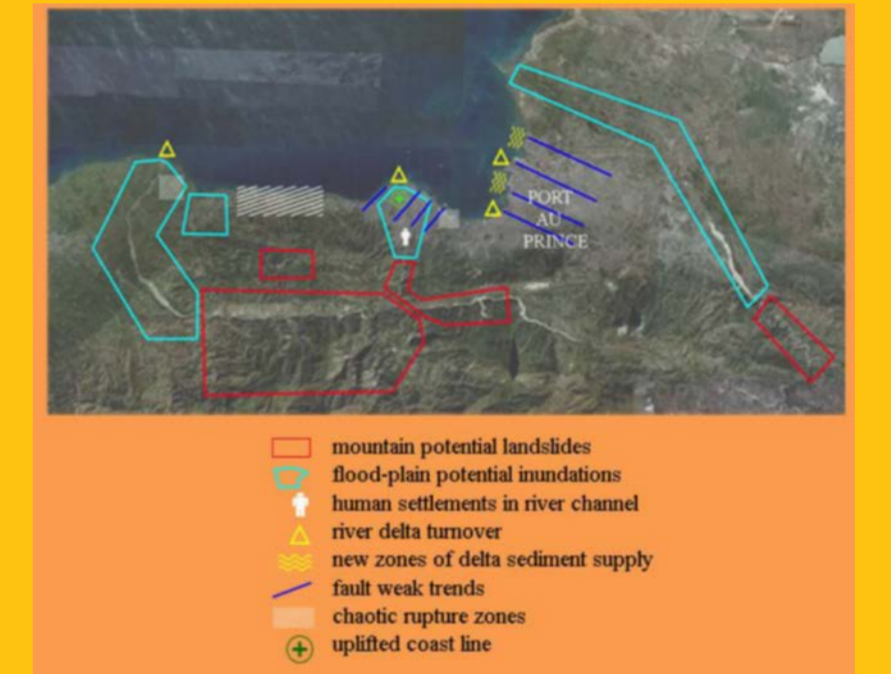 PORT
AU
PRINCE
mountain potential landslides
flood-plain potential inundations
human settlements in river channel
river delta turnover
new zones of delta sediment supply
fault weak trends
chaotic rupture zones
uplifted coast line